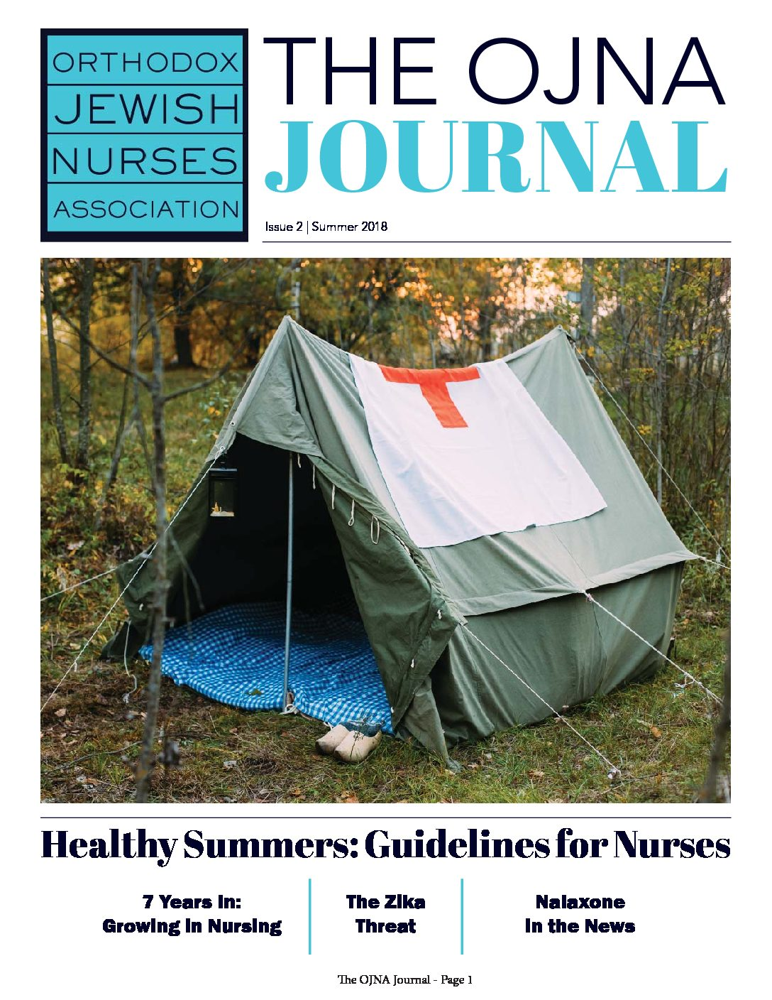 ORTHODOX
JEWISH
NURSES
ASSOCIATION
THE OJNA
JOURNAL
Issue 2 | Summer 2018
Healthy Summers: Guidelines for Nurses
7 Years In:
Growing in Nursing
The Zika
Threat
Nalaxone
in the News
The OJNA Journal - Page 1